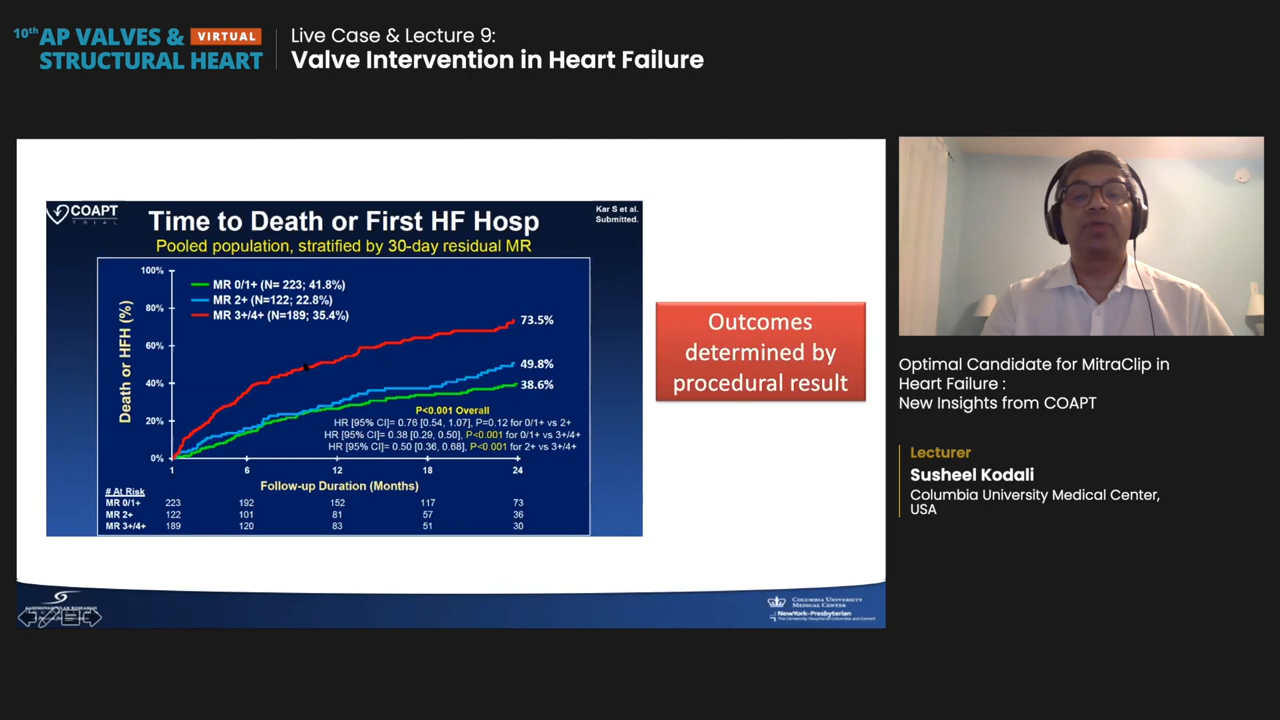 10th AP VALVES & VIRTUAL
STRUCTURAL HEART
Live Case & Lecture 9:
Valve Intervention in Heart Failure
COAPT
TRIAL
Time to Death or First HF Hosp
Kar S et al.
Submitted.
Pooled population, stratified by 30-day residual MR
Death or HFH (%)
100%
80%
60%
40%
20%
0%
MR 0/1+ (N= 223; 41.8%)
MR 2+ (N=122; 22.8%)
MR 3+/4+ (N=189; 35.4%)
73.5%
49.8%
38.6%
P<0.001 Overall
HR [95% CI]= 0.76 [0.54, 1.07], P=0.12 for 0/1+ vs 2+
HR [95% CI]= 0.38 [0.29, 0.50], P<0.001 for 0/1+ vs 3+/4+
HR [95% CI]= 0.50 [0.36, 0.68], P<0.001 for 2+ vs 3+/4+
1 6 12 18 24
Follow-up Duration (Months)
# At Risk
MR 0/1+ 223 192 152 117 73
MR 2+ 122 101 81 57 36
MR 3+/4+ 189 120 83 51 30
Outcomes
determined by
procedural result
COLUMBIA UNIVERSITY
MEDICAL CENTER
NewYork-Presbyterian
Optimal Candidate for MitraClip in
Heart Failure :
New Insights from COAPT
Lecturer
Susheel Kodali
Columbia University Medical Center,
USA